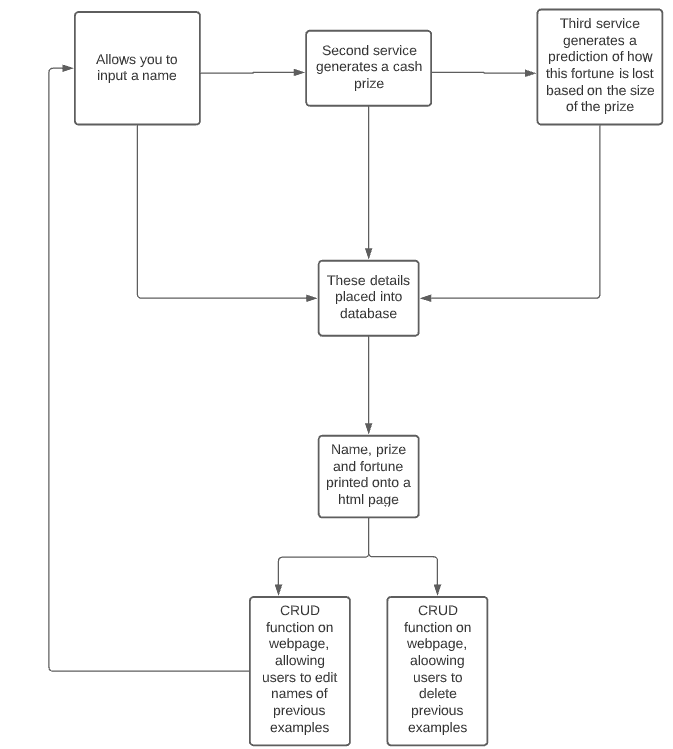 Allows you to
input a name
Second service
generates a cash
prize
Third service
generates a
prediction of how
this fortune is lost
based on the size
of the prize
These details
placed into
database
Name, prize
and fortune
printed onto a
html page
CRUD
function on
webpage,
allowing
users to edit
names of
previous
examples
CRUD
function on
webpage,
aloowing
users to
delete
previous
examples